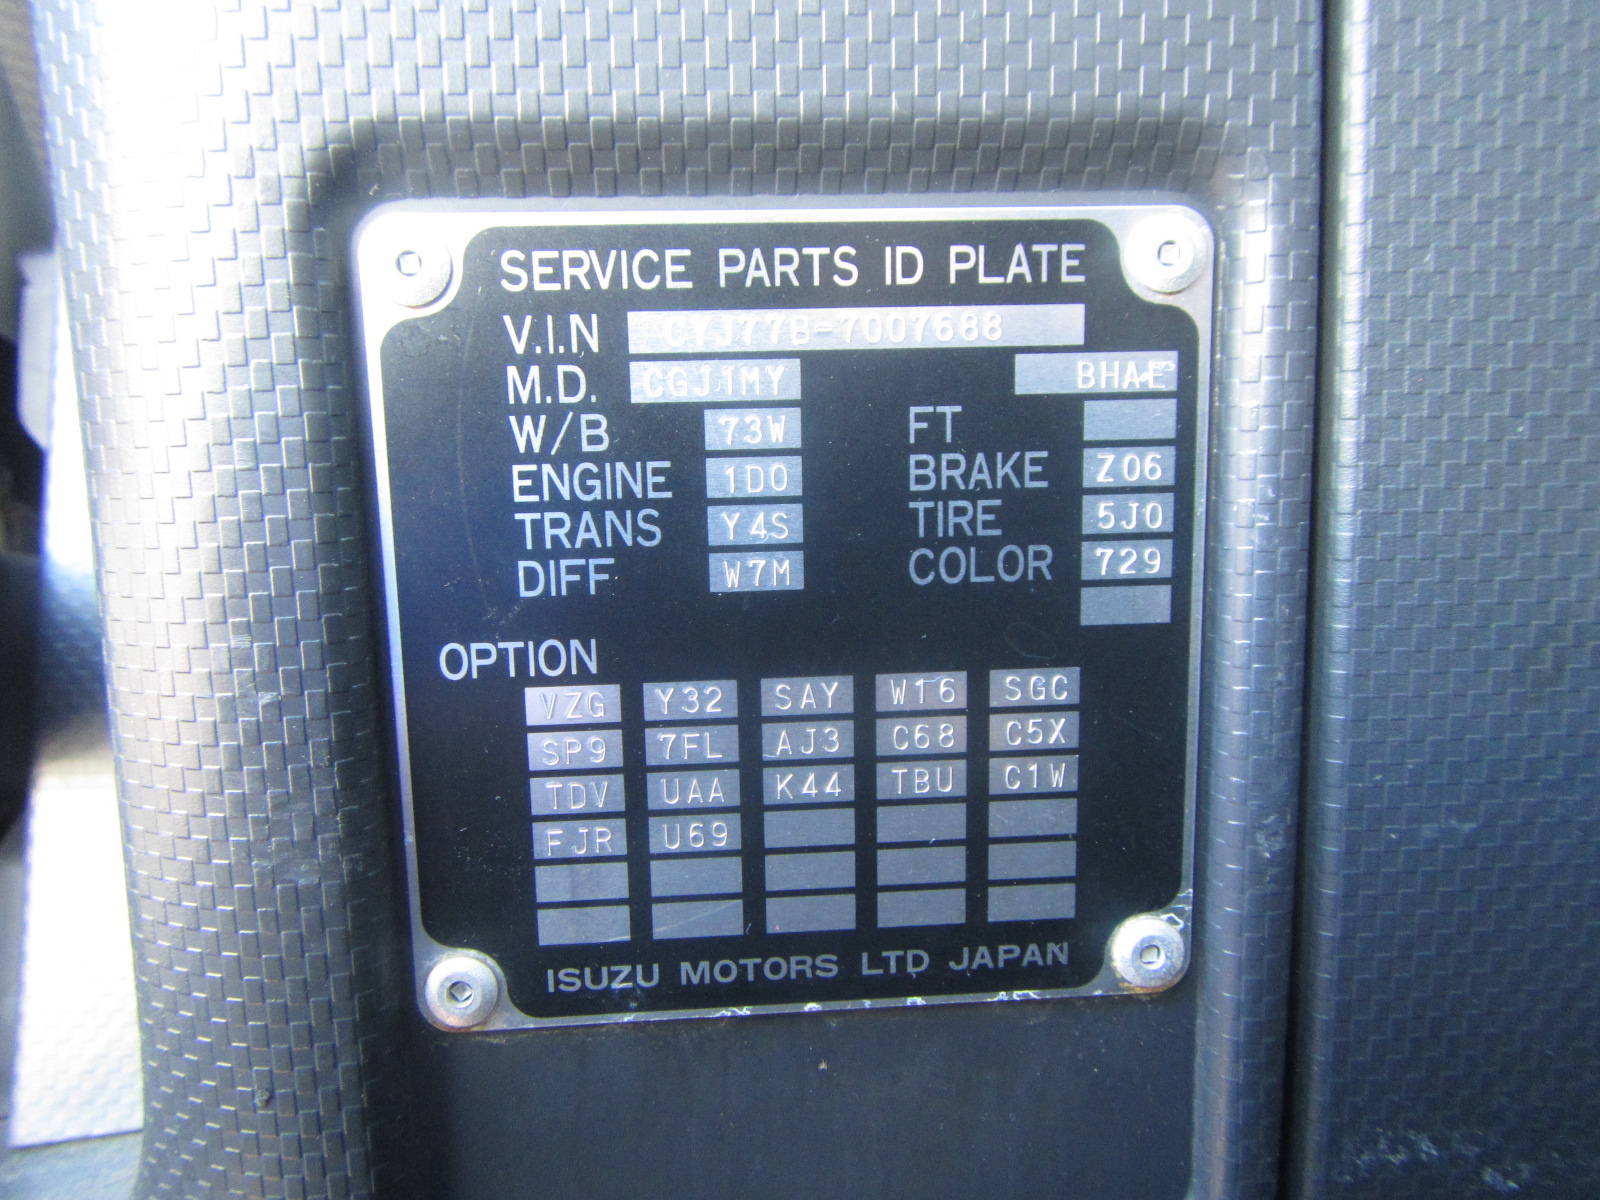 SERVICE PARTS ID PLATE
V.I.N CYJ77B-7007688
M.D. CGJ1MY BHAE
W/B 73W FT
ENGINE 1D0 BRAKE Z06
TRANS Y4S TIRE 5J0
DIFF W7M COLOR 729
OPTION
VZG Y32 SAY W16 SGC
SP9 7FL AJ3 C68 C5X
TDV UAA K44 TBU C1W
FJR U69
ISUZU MOTORS LTD JAPAN